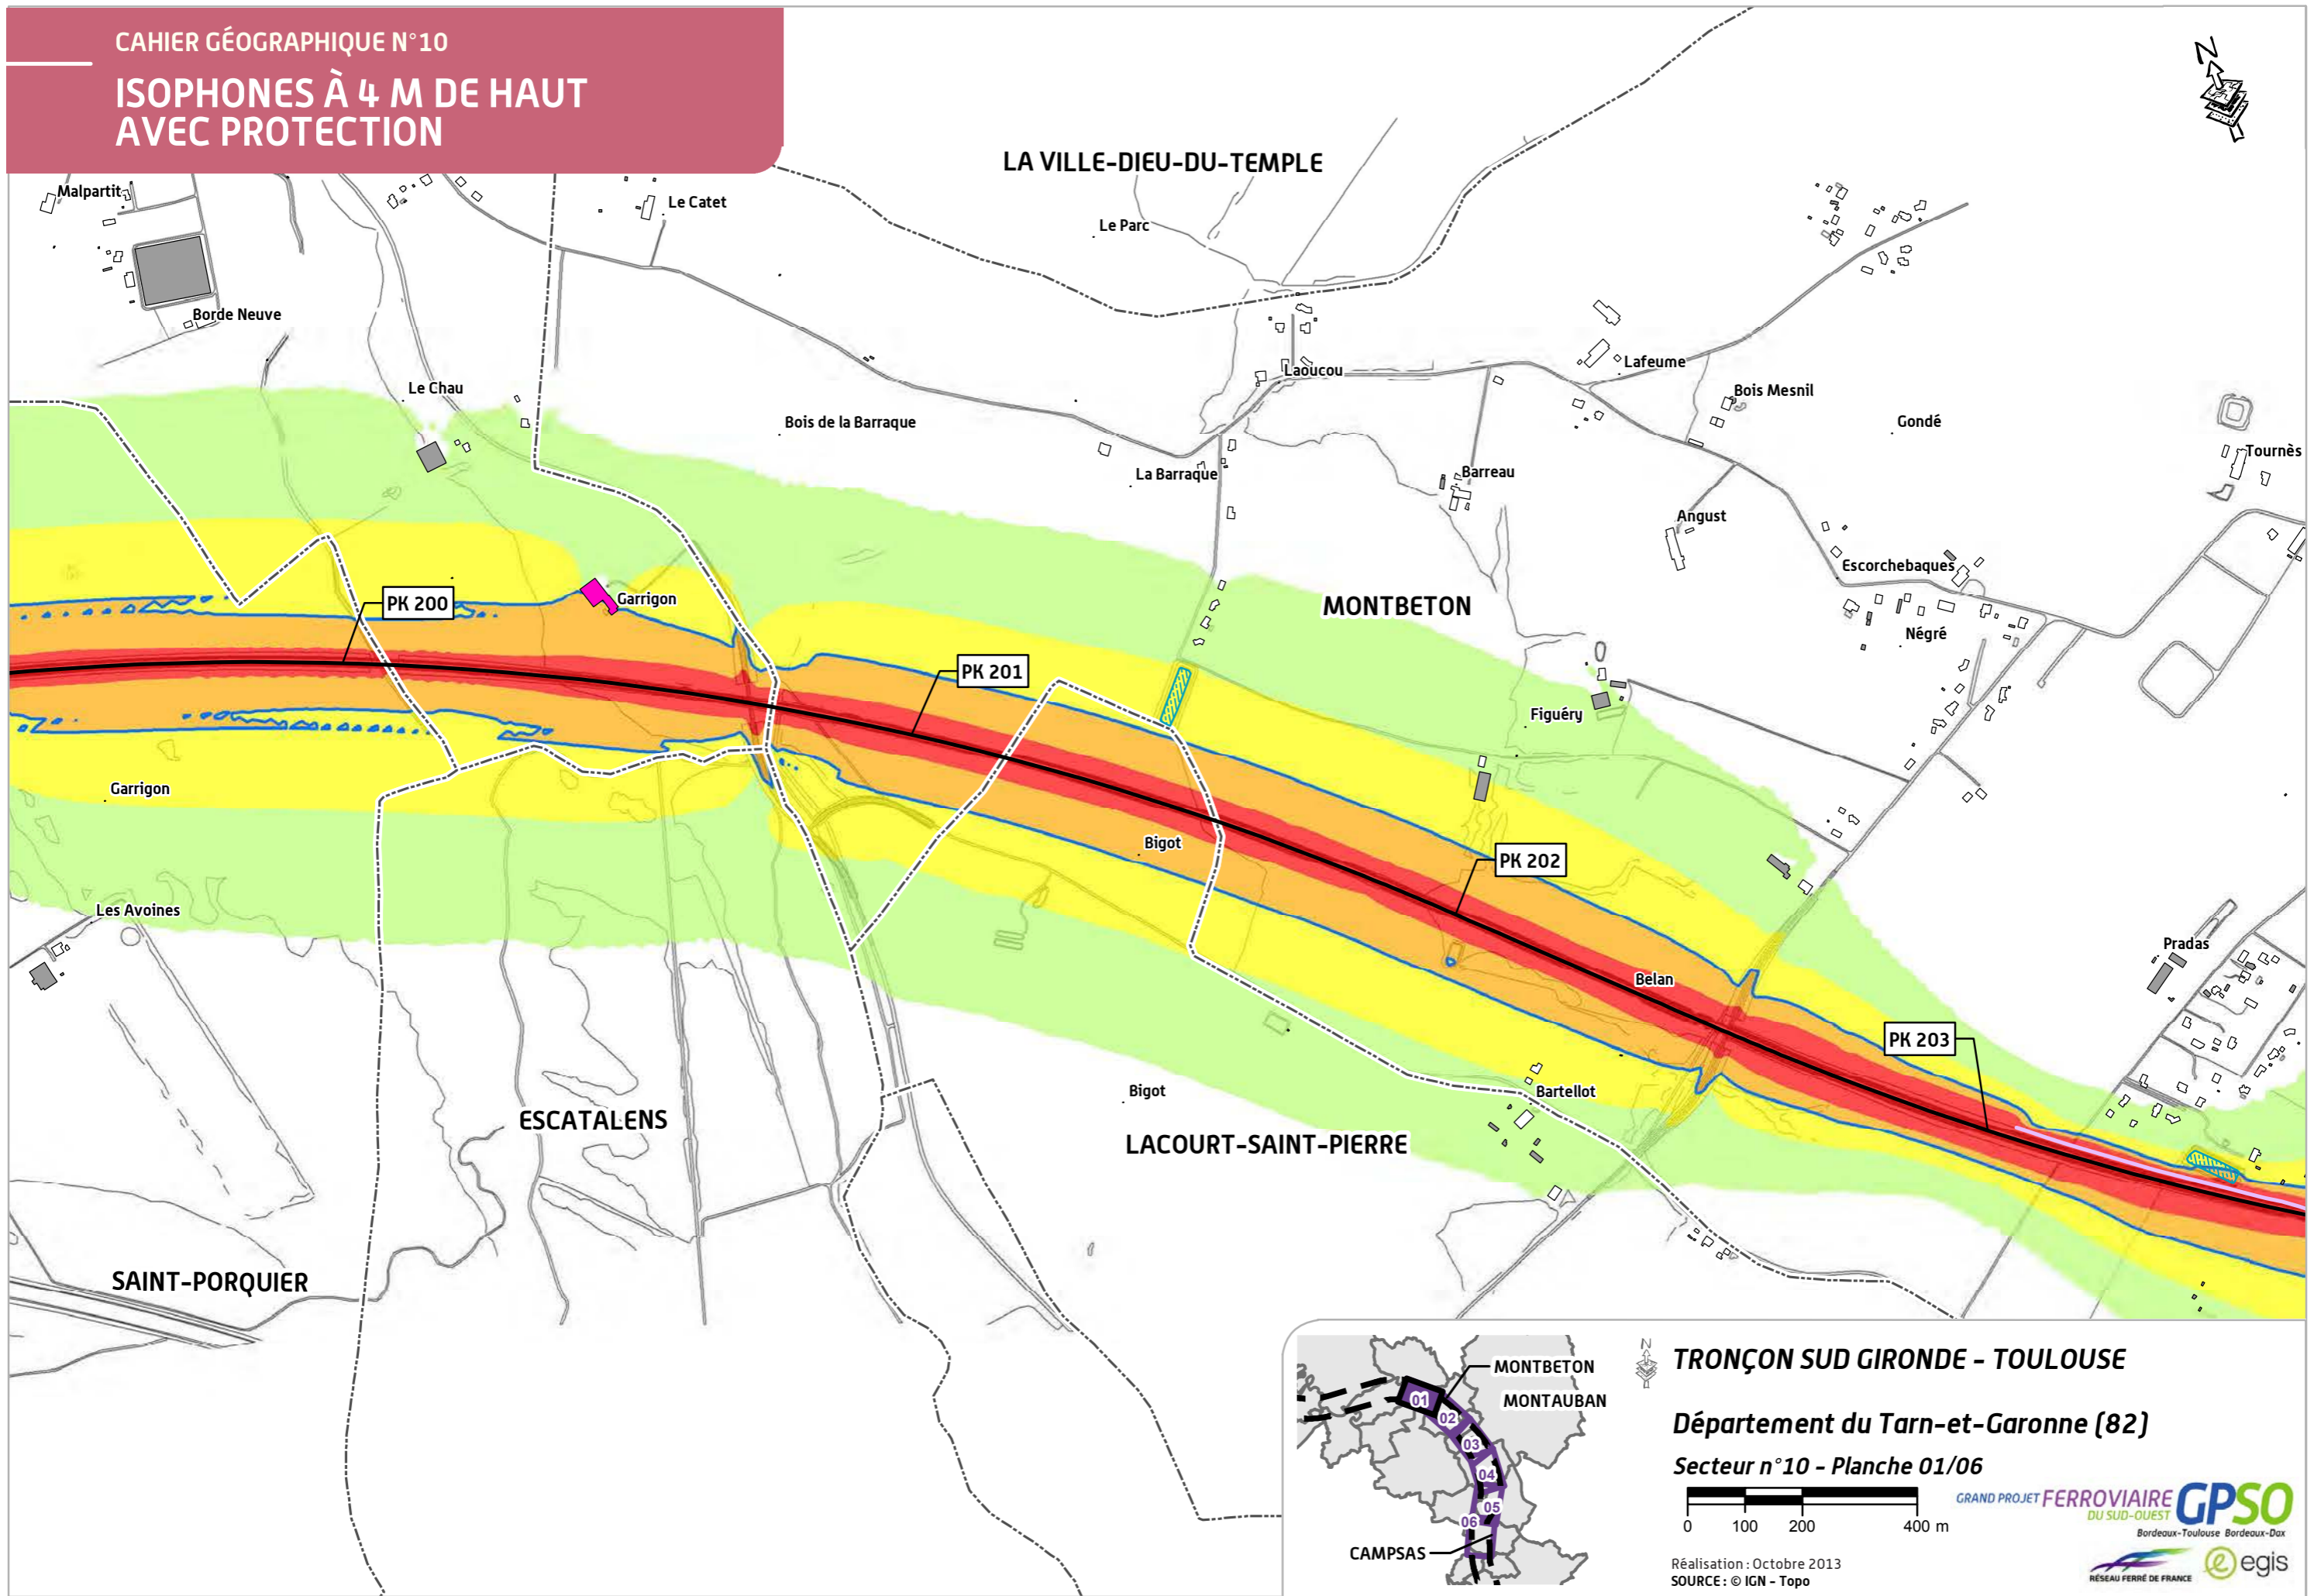 CAHIER GÉOGRAPHIQUE N°10
ISOPHONES À 4 M DE HAUT
AVEC PROTECTION
N
LA VILLE-DIEU-DU-TEMPLE
Malpartit
Le Catet
Le Parc
Borde Neuve
Laoucou
Lafeume
Le Chau
Bois Mesnil
Bois de la Barraque
Gondé
Tournès
La Barraque
Barreau
Angust
Escorchebaques
PK 200
Garrigon
MONTBETON
Négré
PK 201
Figuéry
Garrigon
Bigot
PK 202
Les Avoines
Pradas
Belan
PK 203
Bigot
Bartellot
ESCATALENS
LACOURT-SAINT-PIERRE
SAINT-PORQUIER
MONTBETON
MONTAUBAN
01
02
03
04
05
06
CAMPSAS
N
TRONÇON SUD GIRONDE - TOULOUSE
Département du Tarn-et-Garonne (82)
Secteur n°10 - Planche 01/06
0 100 200 400 m
Réalisation : Octobre 2013
SOURCE : © IGN - Topo
GRAND PROJET FERROVIAIRE
DU SUD-OUEST
GPSO
Bordeaux-Toulouse Bordeaux-Dax
RÉSEAU FERRÉ DE FRANCE
egis